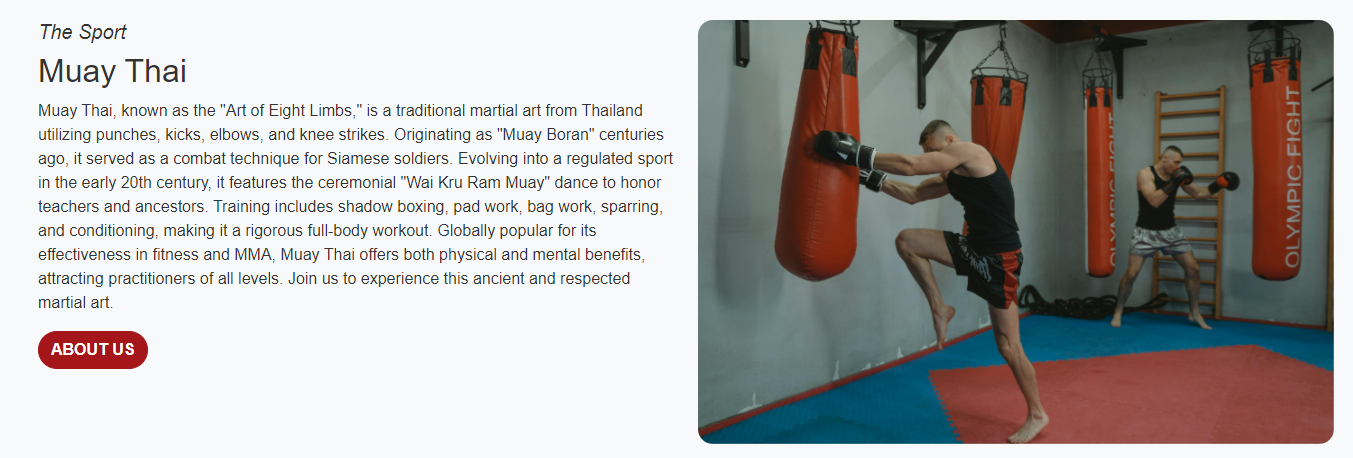 The Sport
Muay Thai
Muay Thai, known as the "Art of Eight Limbs," is a traditional martial art from Thailand
utilizing punches, kicks, elbows, and knee strikes. Originating as "Muay Boran" centuries
ago, it served as a combat technique for Siamese soldiers. Evolving into a regulated sport
in the early 20th century, it features the ceremonial "Wai Kru Ram Muay" dance to honor
teachers and ancestors. Training includes shadow boxing, pad work, bag work, sparring,
and conditioning, making it a rigorous full-body workout. Globally popular for its
effectiveness in fitness and MMA, Muay Thai offers both physical and mental benefits,
attracting practitioners of all levels. Join us to experience this ancient and respected
martial art.
ABOUT US
OLYMPIC FIGHT
OLYMPIC FIGHT